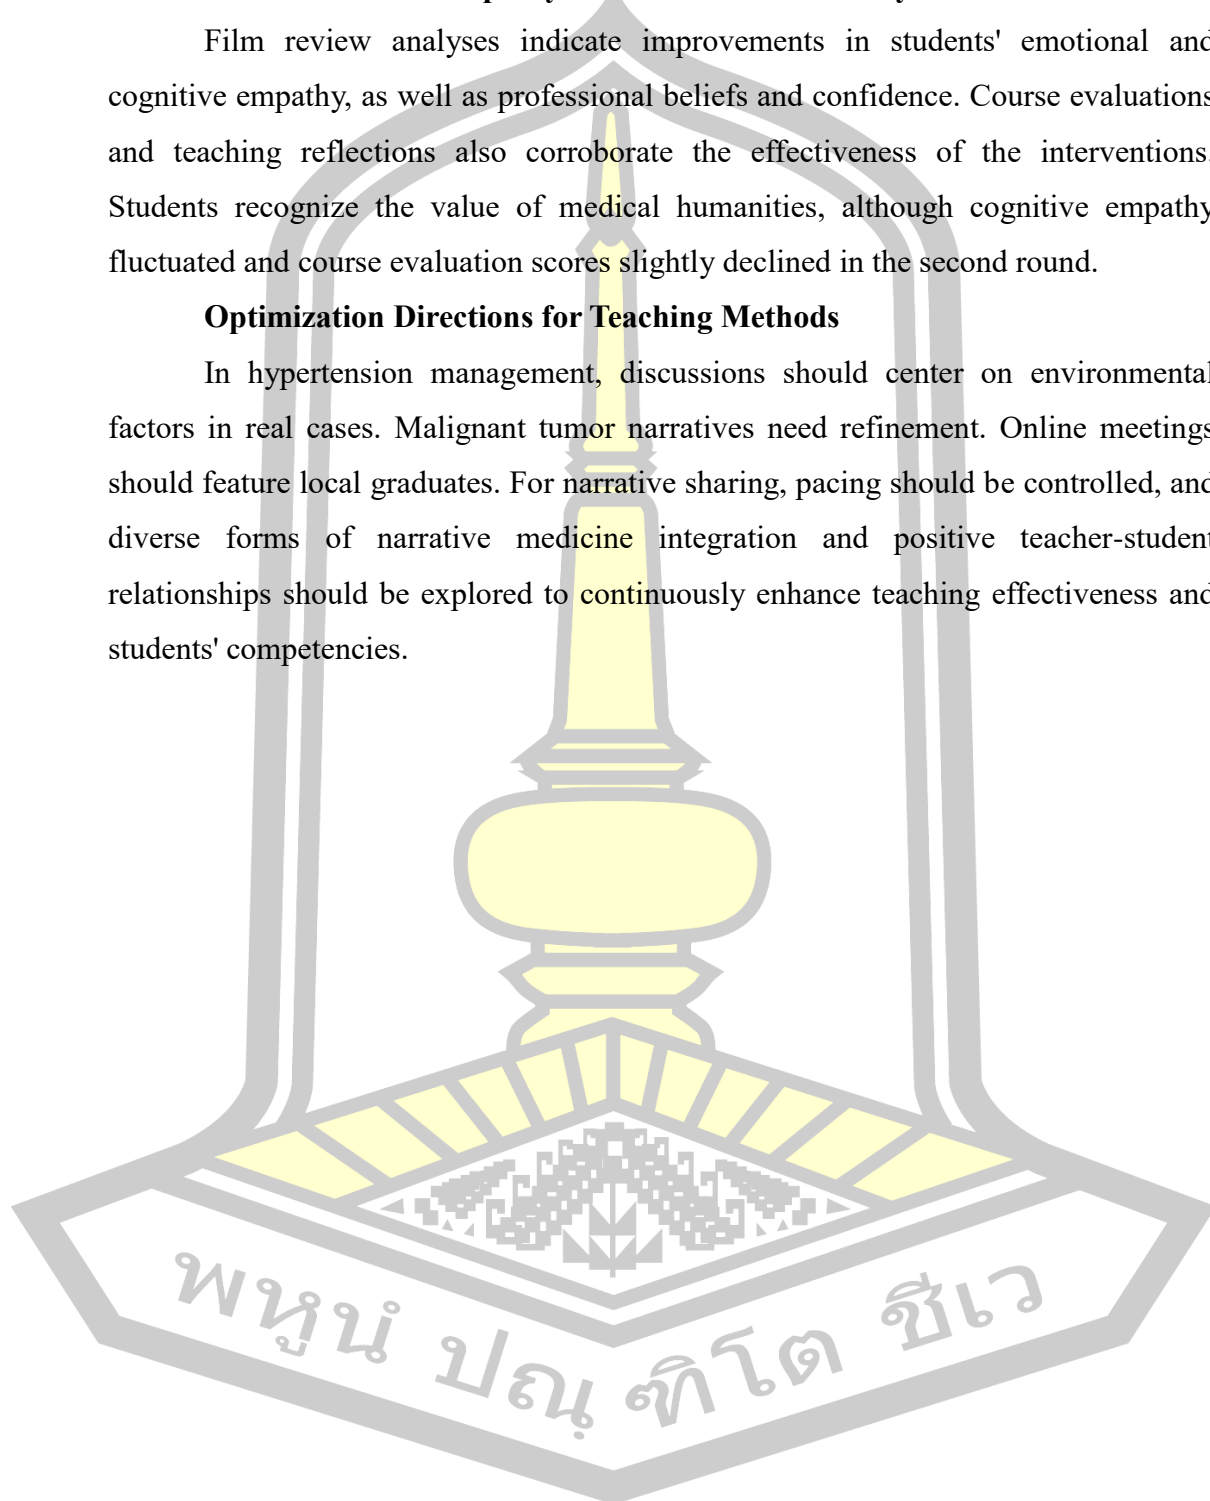 Film review analyses indicate improvements in students' emotional and
cognitive empathy, as well as professional beliefs and confidence. Course evaluations
and teaching reflections also corroborate the effectiveness of the interventions.
Students recognize the value of medical humanities, although cognitive empathy
fluctuated and course evaluation scores slightly declined in the second round.
Optimization Directions for Teaching Methods
In hypertension management, discussions should center on environmental
factors in real cases. Malignant tumor narratives need refinement. Online meetings
should feature local graduates. For narrative sharing, pacing should be controlled, and
diverse forms of narrative medicine integration and positive teacher-student
relationships should be explored to continuously enhance teaching effectiveness and
students' competencies.
พหูนํ ปณฺฑิโต ชีเว